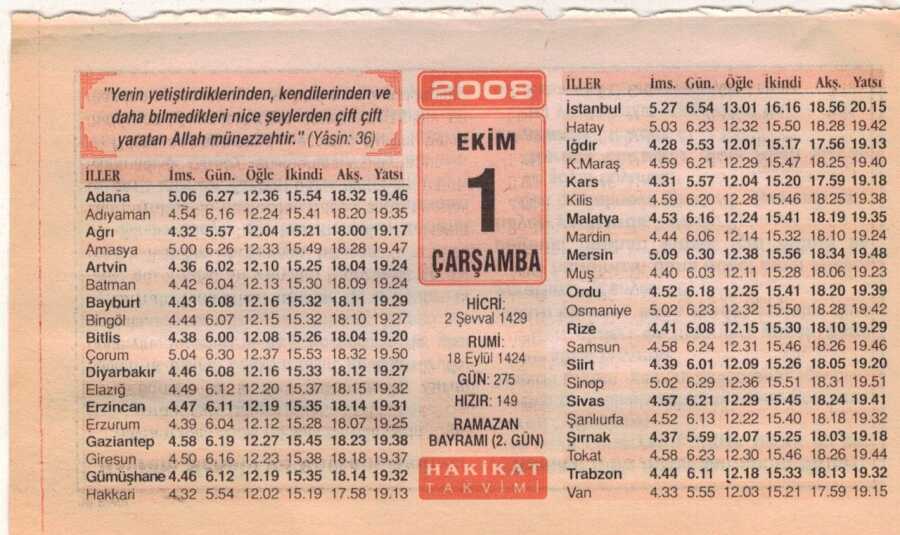 "Yerin yetiştirdiklerinden, kendilerinden ve
daha bilmedikleri nice şeylerden çift çift
yaratan Allah münezzehtir." (Yâsin: 36)
İLLER İms. Gün. Öğle İkindi Akş. Yatsı
Adana 5.06 6.27 12.36 15.54 18.32 19.46
Adıyaman 4.54 6.16 12.24 15.41 18.20 19.35
Ağrı 4.32 5.57 12.04 15.21 18.00 19.17
Amasya 5.00 6.26 12.33 15.49 18.28 19.47
Artvin 4.36 6.02 12.10 15.25 18.04 19.24
Batman 4.42 6.04 12.13 15.30 18.09 19.24
Bayburt 4.43 6.08 12.16 15.32 18.11 19.29
Bingöl 4.44 6.07 12.15 15.32 18.10 19.27
Bitlis 4.38 6.00 12.08 15.26 18.04 19.20
Çorum 5.04 6.30 12.37 15.53 18.32 19.50
Diyarbakır 4.46 6.08 12.16 15.33 18.12 19.27
Elazığ 4.49 6.12 12.20 15.37 18.15 19.32
Erzincan 4.47 6.11 12.19 15.35 18.14 19.31
Erzurum 4.39 6.04 12.12 15.28 18.07 19.25
Gaziantep 4.58 6.19 12.27 15.45 18.23 19.38
Giresun 4.50 6.16 12.23 15.38 18.18 19.37
Gümüşhane 4.46 6.12 12.19 15.35 18.14 19.32
Hakkari 4.32 5.54 12.02 15.19 17.58 19.13
2008
EKİM
1
ÇARŞAMBA
HİCRİ:
2 Şevval 1429
RUMİ:
18 Eylül 1424
GÜN: 275
HIZIR: 149
RAMAZAN
BAYRAMI (2. GÜN)
HAKİKAT
TAKVİMİ
İLLER İms. Gün. Öğle İkindi Akş. Yatsı
İstanbul 5.27 6.54 13.01 16.16 18.56 20.15
Hatay 5.03 6.23 12.32 15.50 18.28 19.42
Iğdır 4.28 5.53 12.01 15.17 17.56 19.13
K.Maraş 4.59 6.21 12.29 15.47 18.25 19.40
Kars 4.31 5.57 12.04 15.20 17.59 19.18
Kilis 4.59 6.20 12.28 15.46 18.25 19.38
Malatya 4.53 6.16 12.24 15.41 18.19 19.35
Mardin 4.44 6.06 12.14 15.32 18.10 19.24
Mersin 5.09 6.30 12.38 15.56 18.34 19.48
Muş 4.40 6.03 12.11 15.28 18.06 19.23
Ordu 4.52 6.18 12.25 15.41 18.20 19.39
Osmaniye 5.02 6.23 12.32 15.50 18.28 19.42
Rize 4.41 6.08 12.15 15.30 18.10 19.29
Samsun 4.58 6.24 12.31 15.46 18.26 19.46
Siirt 4.39 6.01 12.09 15.26 18.05 19.20
Sinop 5.02 6.29 12.36 15.51 18.31 19.51
Sivas 4.57 6.21 12.29 15.45 18.24 19.41
Şanlıurfa 4.52 6.13 12.22 15.40 18.18 19.32
Şırnak 4.37 5.59 12.07 15.25 18.03 19.18
Tokat 4.58 6.23 12.30 15.46 18.26 19.44
Trabzon 4.44 6.11 12.18 15.33 18.13 19.32
Van 4.33 5.55 12.03 15.21 17.59 19.15